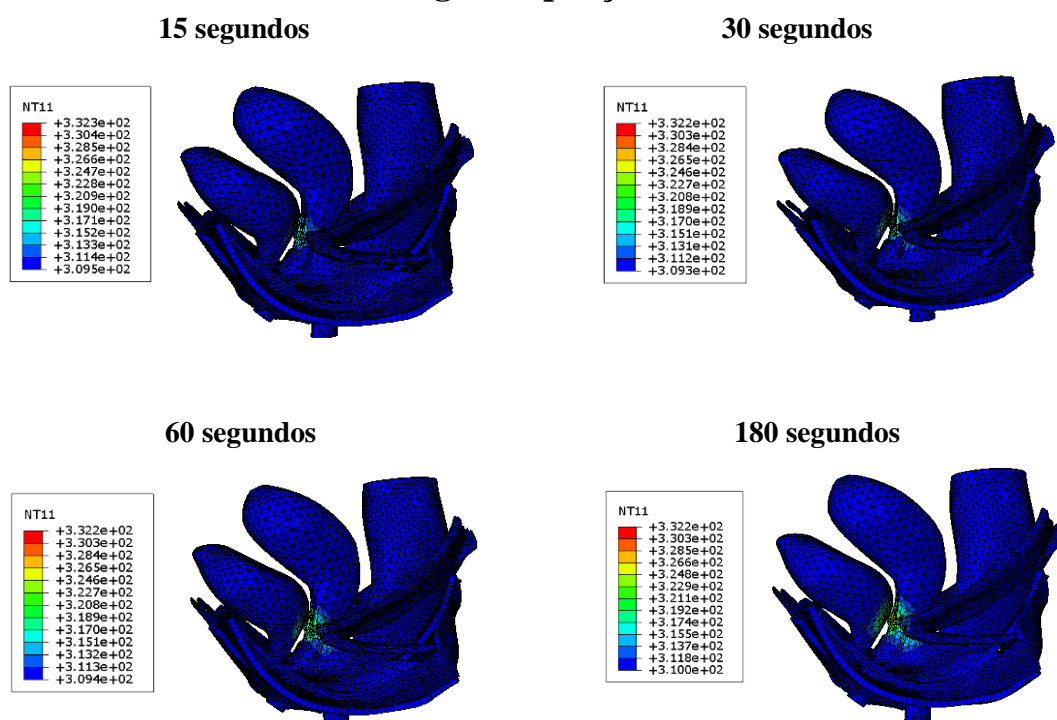 15 segundos
30 segundos
NT11
+3.323e+02
+3.304e+02
+3.285e+02
+3.266e+02
+3.247e+02
+3.228e+02
+3.209e+02
+3.190e+02
+3.171e+02
+3.152e+02
+3.133e+02
+3.114e+02
+3.095e+02
NT11
+3.322e+02
+3.303e+02
+3.284e+02
+3.265e+02
+3.246e+02
+3.227e+02
+3.208e+02
+3.189e+02
+3.170e+02
+3.151e+02
+3.131e+02
+3.112e+02
+3.093e+02
60 segundos
180 segundos
NT11
+3.322e+02
+3.303e+02
+3.284e+02
+3.265e+02
+3.246e+02
+3.227e+02
+3.208e+02
+3.189e+02
+3.170e+02
+3.151e+02
+3.132e+02
+3.113e+02
+3.094e+02
NT11
+3.322e+02
+3.303e+02
+3.285e+02
+3.266e+02
+3.248e+02
+3.229e+02
+3.211e+02
+3.192e+02
+3.174e+02
+3.155e+02
+3.137e+02
+3.118e+02
+3.100e+02